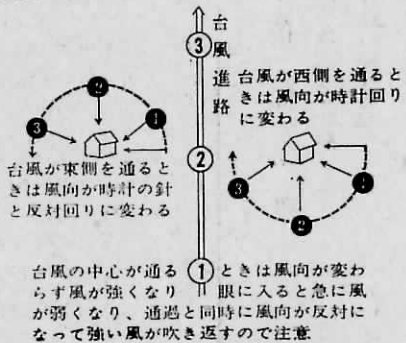 台風進路
③
②
①
❷
❸
❶
台風が東側を通ると
きは風向が時計の針
と反対回りに変わる
台風が西側を通ると
きは風向が時計回り
に変わる
❸
❶
❷
台風の中心が通る ときは風向が変わ
らず風が強くなり 眼に入ると急に風
が弱くなり、通過と同時に風向が反対に
なって強い風が吹き返すので注意